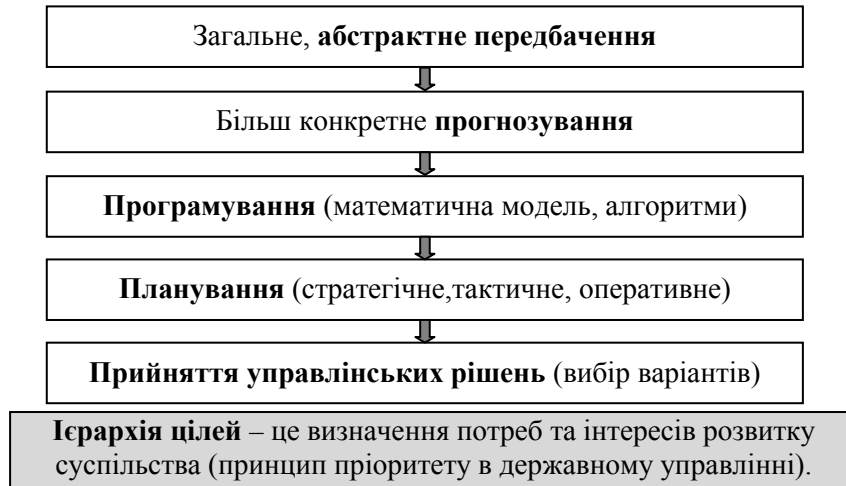 Загальне, абстрактне передбачення
Більш конкретне прогнозування
Програмування (математична модель, алгоритми)
Планування (стратегічне,тактичне, оперативне)
Прийняття управлінських рішень (вибір варіантів)
Ієрархія цілей – це визначення потреб та інтересів розвитку
суспільства (принцип пріоритету в державному управлінні).